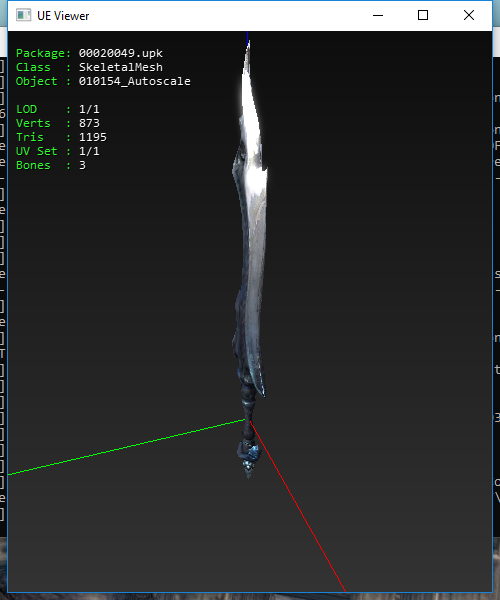 UE Viewer
Package: 00020049.upk
Class  : SkeletalMesh
Object : 010154_Autoscale
LOD    : 1/1
Verts  : 873
Tris   : 1195
UV Set : 1/1
Bones  : 3